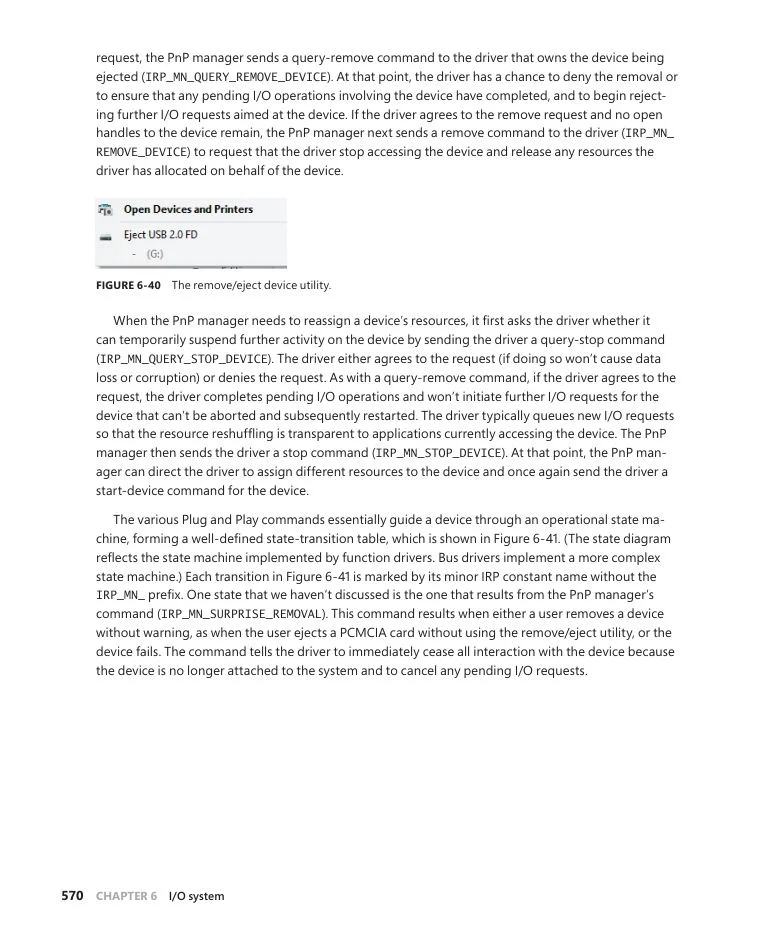 request, the PnP manager sends a query-remove command to the driver that owns the device being
ejected (IRP_MN_QUERY_REMOVE_DEVICE). At that point, the driver has a chance to deny the removal or
to ensure that any pending I/O operations involving the device have completed, and to begin reject-
ing further I/O requests aimed at the device. If the driver agrees to the remove request and no open
handles to the device remain, the PnP manager next sends a remove command to the driver (IRP_MN_
REMOVE_DEVICE) to request that the driver stop accessing the device and release any resources the
driver has allocated on behalf of the device.
Open Devices and Printers
Eject USB 2.0 FD
- (G:)
FIGURE 6-40 The remove/eject device utility.
When the PnP manager needs to reassign a device's resources, it first asks the driver whether it
can temporarily suspend further activity on the device by sending the driver a query-stop command
(IRP_MN_QUERY_STOP_DEVICE). The driver either agrees to the request (if doing so won't cause data
loss or corruption) or denies the request. As with a query-remove command, if the driver agrees to the
request, the driver completes pending I/O operations and won't initiate further I/O requests for the
device that can't be aborted and subsequently restarted. The driver typically queues new I/O requests
so that the resource reshuffling is transparent to applications currently accessing the device. The PnP
manager then sends the driver a stop command (IRP_MN_STOP_DEVICE). At that point, the PnP man-
ager can direct the driver to assign different resources to the device and once again send the driver a
start-device command for the device.
The various Plug and Play commands essentially guide a device through an operational state ma-
chine, forming a well-defined state-transition table, which is shown in Figure 6-41. (The state diagram
reflects the state machine implemented by function drivers. Bus drivers implement a more complex
state machine.) Each transition in Figure 6-41 is marked by its minor IRP constant name without the
IRP_MN_ prefix. One state that we haven't discussed is the one that results from the PnP manager's
command (IRP_MN_SURPRISE_REMOVAL). This command results when either a user removes a device
without warning, as when the user ejects a PCMCIA card without using the remove/eject utility, or the
device fails. The command tells the driver to immediately cease all interaction with the device because
the device is no longer attached to the system and to cancel any pending I/O requests.
570 CHAPTER 6 I/O system